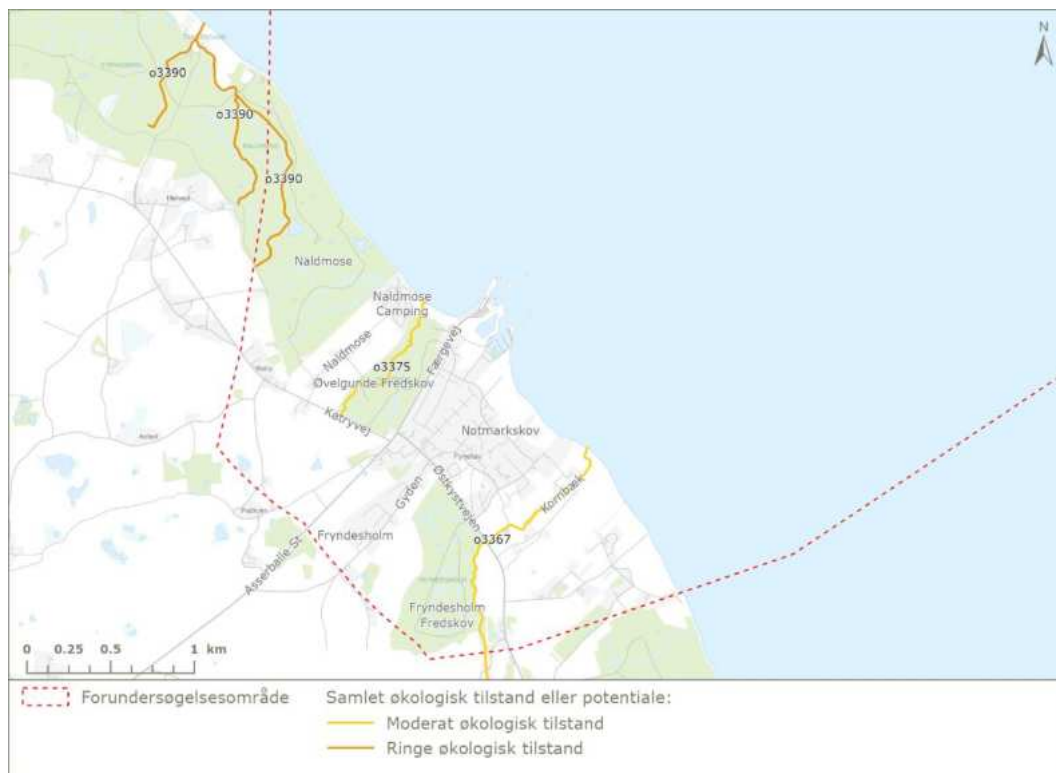 N
o3390
o3390
o3390
Naldmose
Naldmose
Camping
Færgevej
Naldmose
o3375
Øvelgunde-Fredskov
Katryvej
Notmarkskov
Fynshav
Østkystvejen
Gyden
Kornbæk
Fryndesholm
o3367
Asserballe St.
Fryndesholm
Fredskov
0 0.25 0.5 1 km
Forundersøgelsesområde
Samlet økologisk tilstand eller potentiale:
Moderat økologisk tilstand
Ringe økologisk tilstand